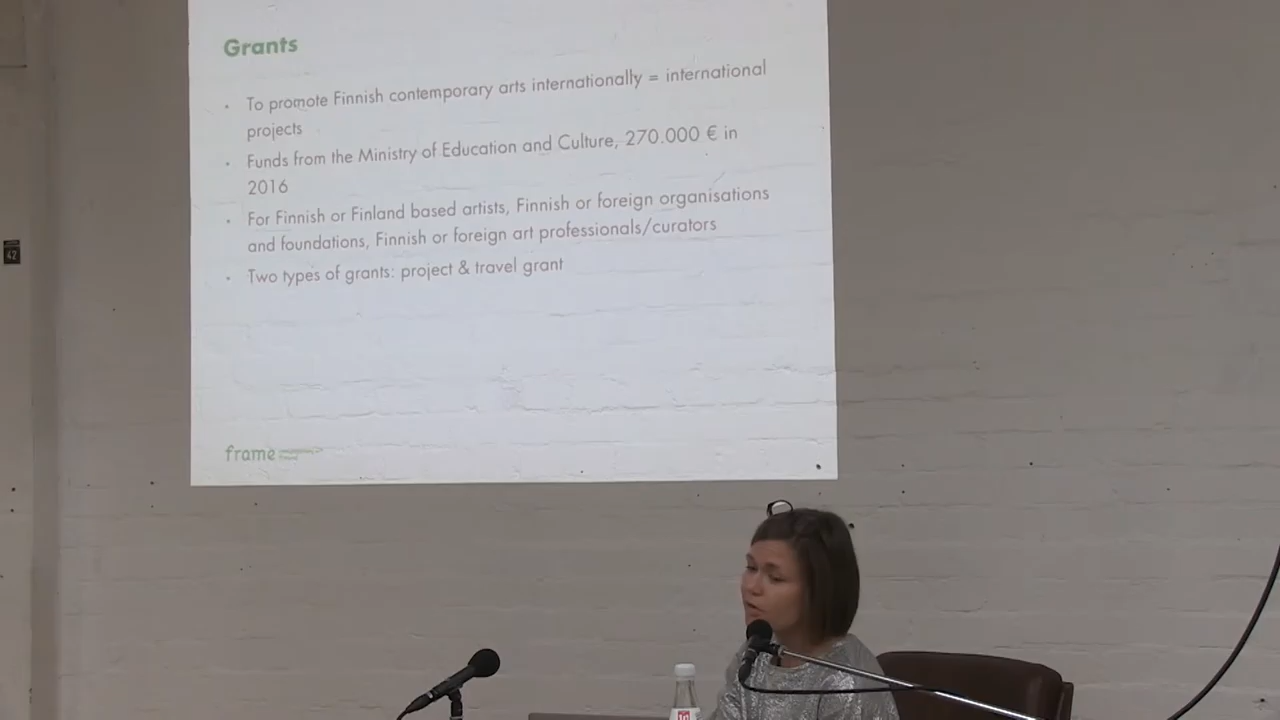 Grants
• To promote Finnish contemporary arts internationally = international
projects
• Funds from the Ministry of Education and Culture, 270.000 € in
2016
• For Finnish or Finland based artists, Finnish or foreign organisations
and foundations, Finnish or foreign art professionals/curators
• Two types of grants: project & travel grant
frame
42